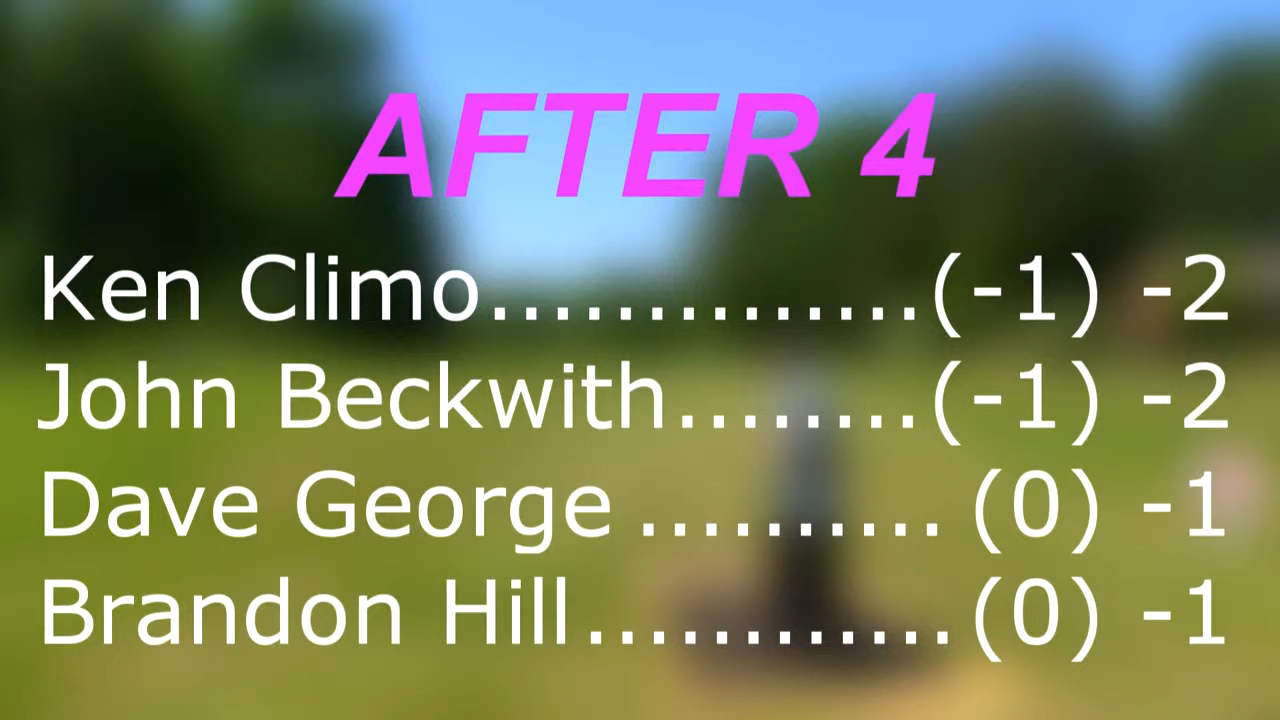 AFTER 4
Ken Climo..............(-1) -2
John Beckwith........(-1) -2
Dave George .......... (0) -1
Brandon Hill............(0) -1